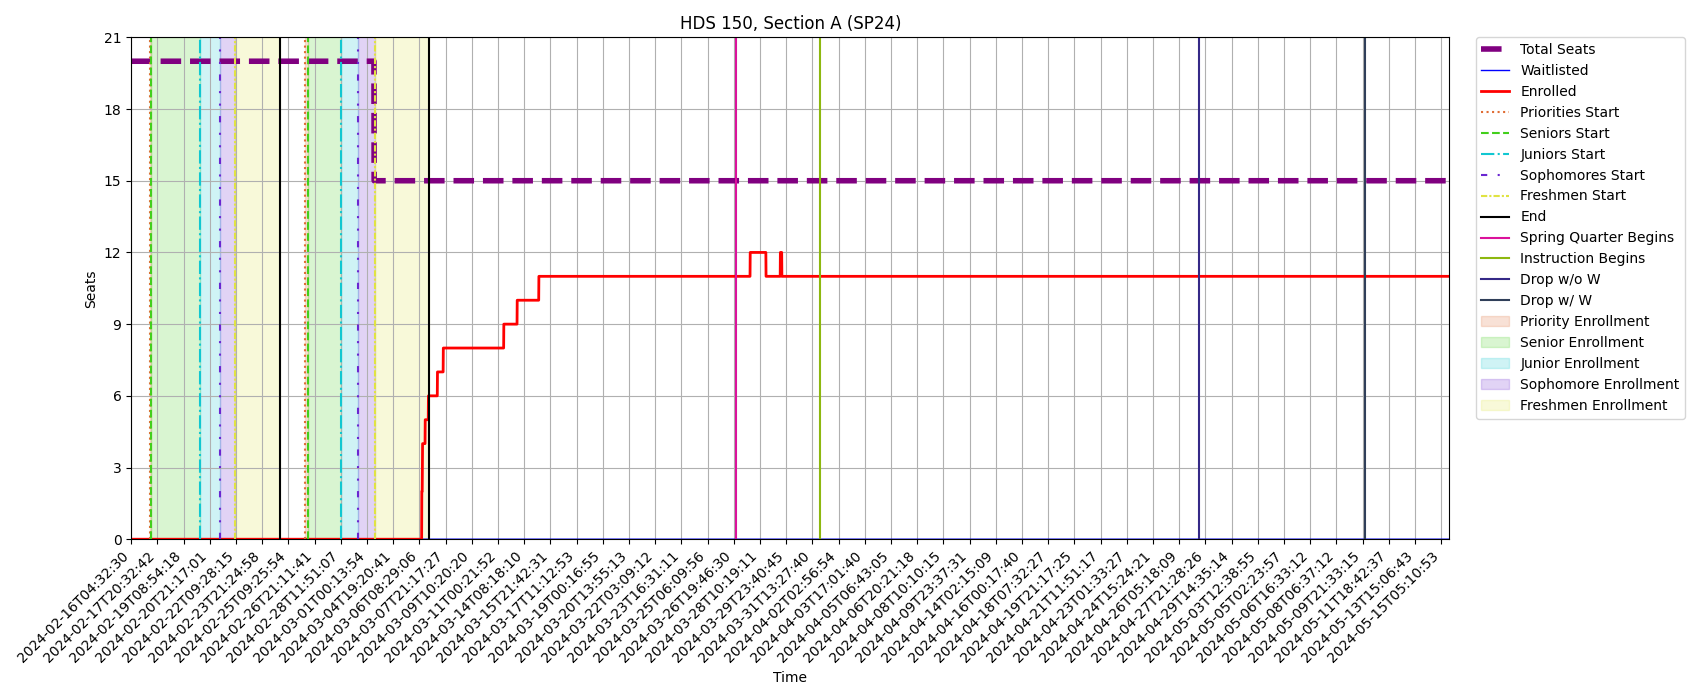 HDS 150, Section A (SP24)
21
18
15
12
9
6
3
0
Seats
2024-02-16T04:32:30
2024-02-17T20:32:42
2024-02-19T08:54:18
2024-02-20T21:17:01
2024-02-22T09:28:15
2024-02-23T21:24:58
2024-02-25T09:25:54
2024-02-26T21:11:41
2024-02-28T11:51:07
2024-03-01T00:13:54
2024-03-04T19:20:41
2024-03-06T08:29:06
2024-03-07T21:17:27
2024-03-09T10:20:20
2024-03-11T00:21:52
2024-03-14T08:18:10
2024-03-15T21:42:31
2024-03-17T11:12:53
2024-03-19T00:16:55
2024-03-20T13:55:13
2024-03-22T03:09:12
2024-03-23T16:31:11
2024-03-25T06:09:56
2024-03-26T19:46:30
2024-03-28T10:19:11
2024-03-29T23:40:45
2024-03-31T13:27:40
2024-04-02T02:56:54
2024-04-03T17:01:40
2024-04-05T06:43:05
2024-04-06T20:21:18
2024-04-08T10:10:15
2024-04-09T23:37:31
2024-04-14T02:15:09
2024-04-16T00:17:40
2024-04-18T07:32:27
2024-04-19T21:17:25
2024-04-21T11:51:17
2024-04-23T01:33:27
2024-04-24T15:24:21
2024-04-26T05:18:09
2024-04-27T21:28:26
2024-04-29T14:35:14
2024-05-03T12:38:55
2024-05-05T02:23:57
2024-05-06T16:33:12
2024-05-08T06:37:12
2024-05-09T21:33:15
2024-05-11T18:42:37
2024-05-13T15:06:43
2024-05-15T05:10:53
Time
Total Seats
Waitlisted
Enrolled
Priorities Start
Seniors Start
Juniors Start
Sophomores Start
Freshmen Start
End
Spring Quarter Begins
Instruction Begins
Drop w/o W
Drop w/ W
Priority Enrollment
Senior Enrollment
Junior Enrollment
Sophomore Enrollment
Freshmen Enrollment